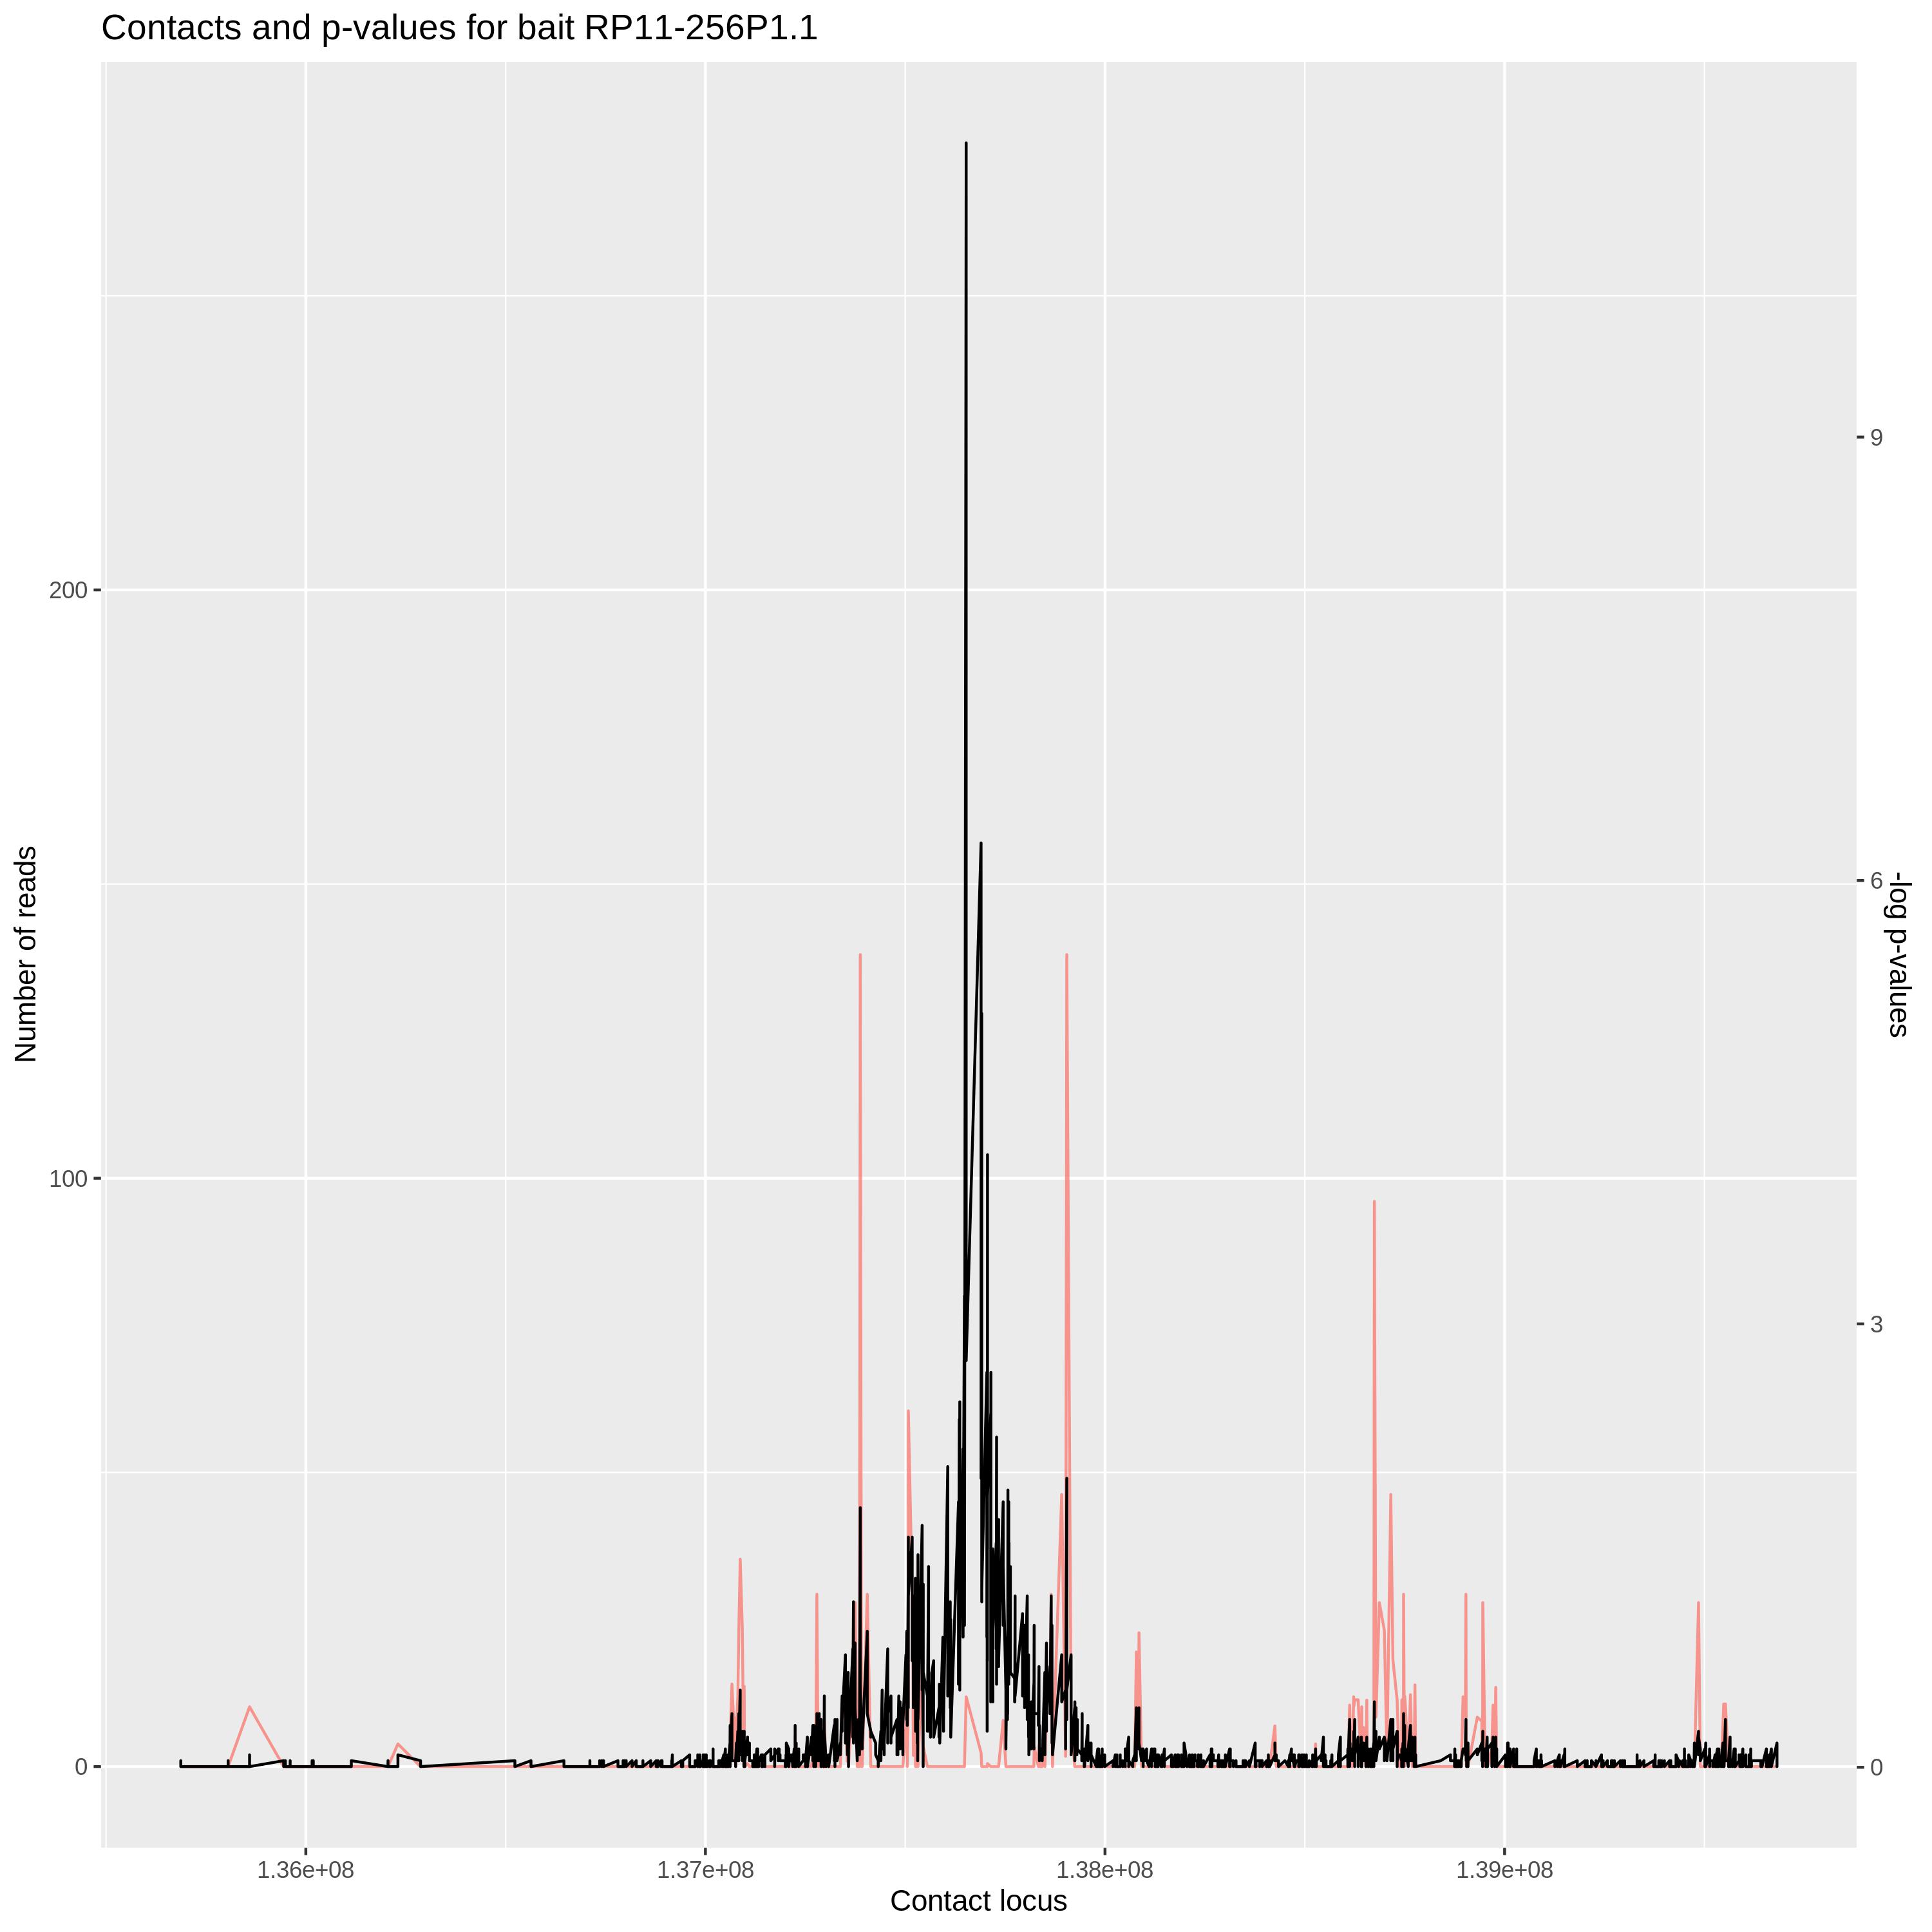 Contacts and p-values for bait RP11-256P1.1
Number of reads
200
100
0
9
6
3
0
-log p-values
1.36e+08 1.37e+08 1.38e+08 1.39e+08
Contact locus